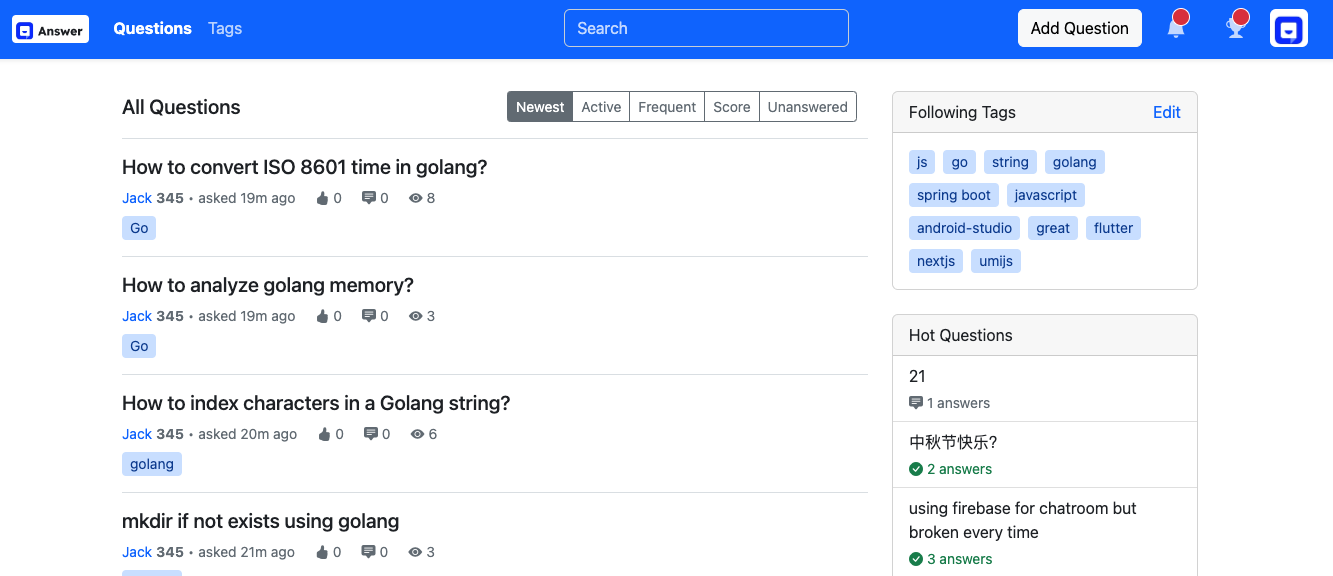 Answer
Questions Tags
Search
Add Question
All Questions
Newest Active Frequent Score Unanswered
How to convert ISO 8601 time in golang?
Jack 345 • asked 19m ago 0 0 8
Go
How to analyze golang memory?
Jack 345 • asked 19m ago 0 0 3
Go
How to index characters in a Golang string?
Jack 345 • asked 20m ago 0 0 6
golang
mkdir if not exists using golang
Jack 345 • asked 21m ago 0 0 3
Following Tags Edit
js go string golang
spring boot javascript
android-studio great flutter
nextjs umijs
Hot Questions
21
1 answers
中秋节快乐?
2 answers
using firebase for chatroom but
broken every time
3 answers